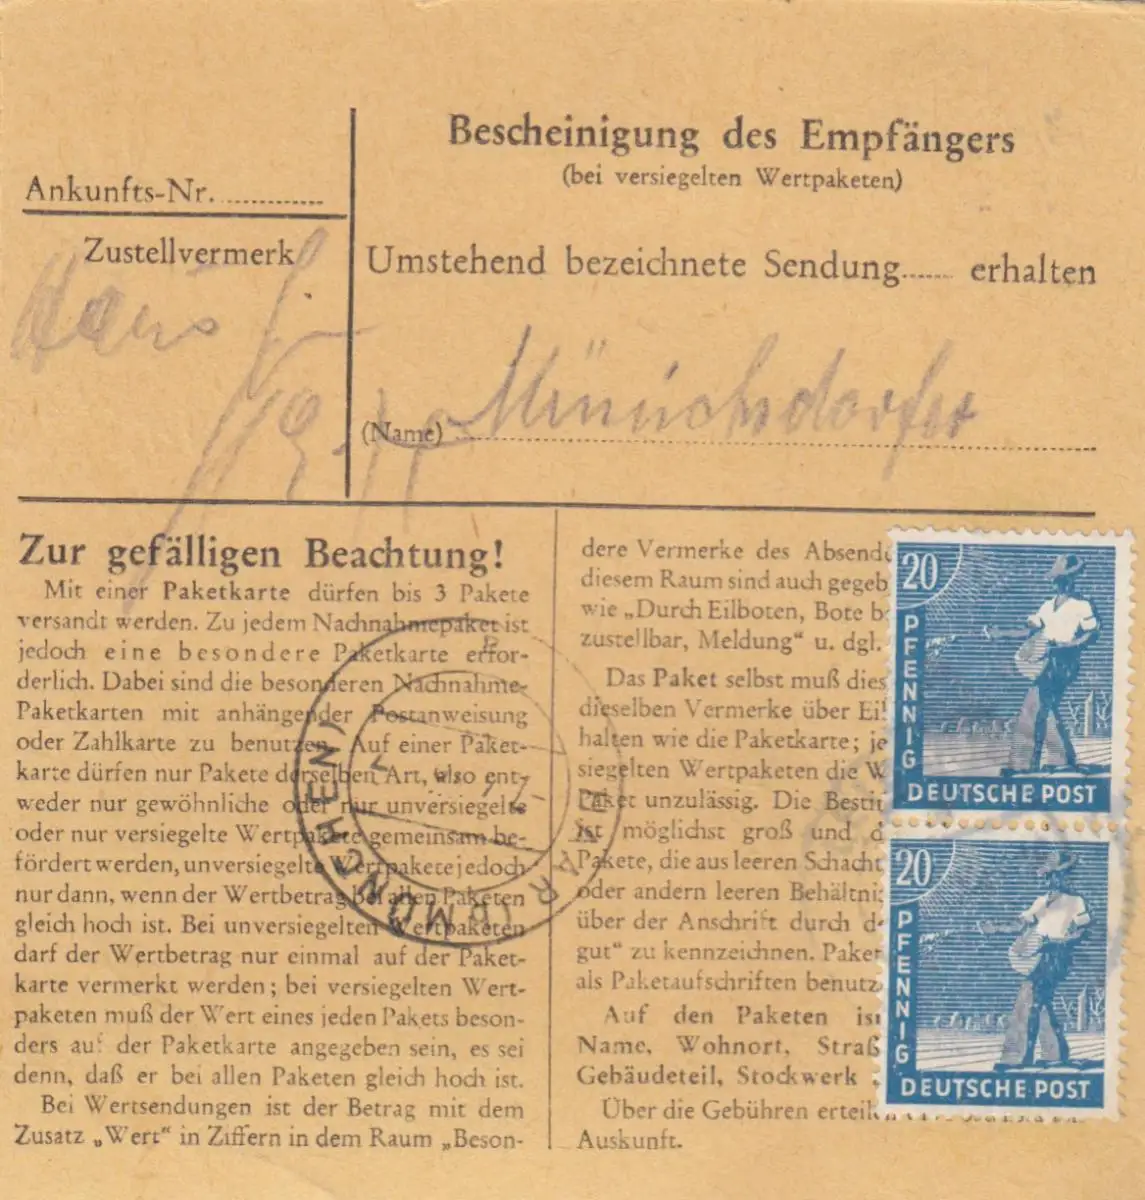 Bescheinigung des Empfängers
(bei versiegelten Wertpaketen)
Ankunfts-Nr.
Zustellvermerk
Umstehend bezeichnete Sendung...... erhalten
Haus
(Name) Münichsdorfer
Zur gefälligen Beachtung!
Mit einer Paketkarte dürfen bis 3 Pakete
versandt werden. Zu jedem Nachnahmepaket ist
jedoch eine besondere Paketkarte erfor-
derlich. Dabei sind die besonderen Nachnahme-
Paketkarten mit anhängender Postanweisung
oder Zahlkarte zu benutzen. Auf einer Paket-
karte dürfen nur Pakete derselben Art, also ent-
weder nur gewöhnliche oder nur unversiegelte
oder nur versiegelte Wertpakete gemeinsam be-
fördert werden, unversiegelte Wertpakete jedoch
nur dann, wenn der Wertbetrag bei allen Paketen
gleich hoch ist. Bei unversiegelten Wertpaketen
darf der Wertbetrag nur einmal auf der Paket-
karte vermerkt werden; bei versiegelten Wert-
paketen muß der Wert eines jeden Pakets beson-
ders auf der Paketkarte angegeben sein, es sei
denn, daß er bei allen Paketen gleich hoch ist.
Bei Wertsendungen ist der Betrag mit dem
Zusatz „Wert" in Ziffern in dem Raum „Beson-
dere Vermerke des Absende
diesem Raum sind auch gegeb
wie „Durch Eilboten, Bote b
zustellbar, Meldung" u. dgl.
Das Paket selbst muß dies
dieselben Vermerke über Eil
halten wie die Paketkarte; je
siegelten Wertpaketen die W
Paket unzulässig. Die Bestim
ist möglichst groß und d
Pakete, die aus leeren Schacht
oder andern leeren Behältnis
über der Anschrift durch d
gut" zu kennzeichnen. Paket
als Paketaufschriften benutz
Auf den Paketen is
Name, Wohnort, Straß
Gebäudeteil, Stockwerk
Über die Gebühren erteilen
Auskunft.
HAAR (B MÜNCHEN)
20
PFENNIG
DEUTSCHE POST
20
PFENNIG
DEUTSCHE POST